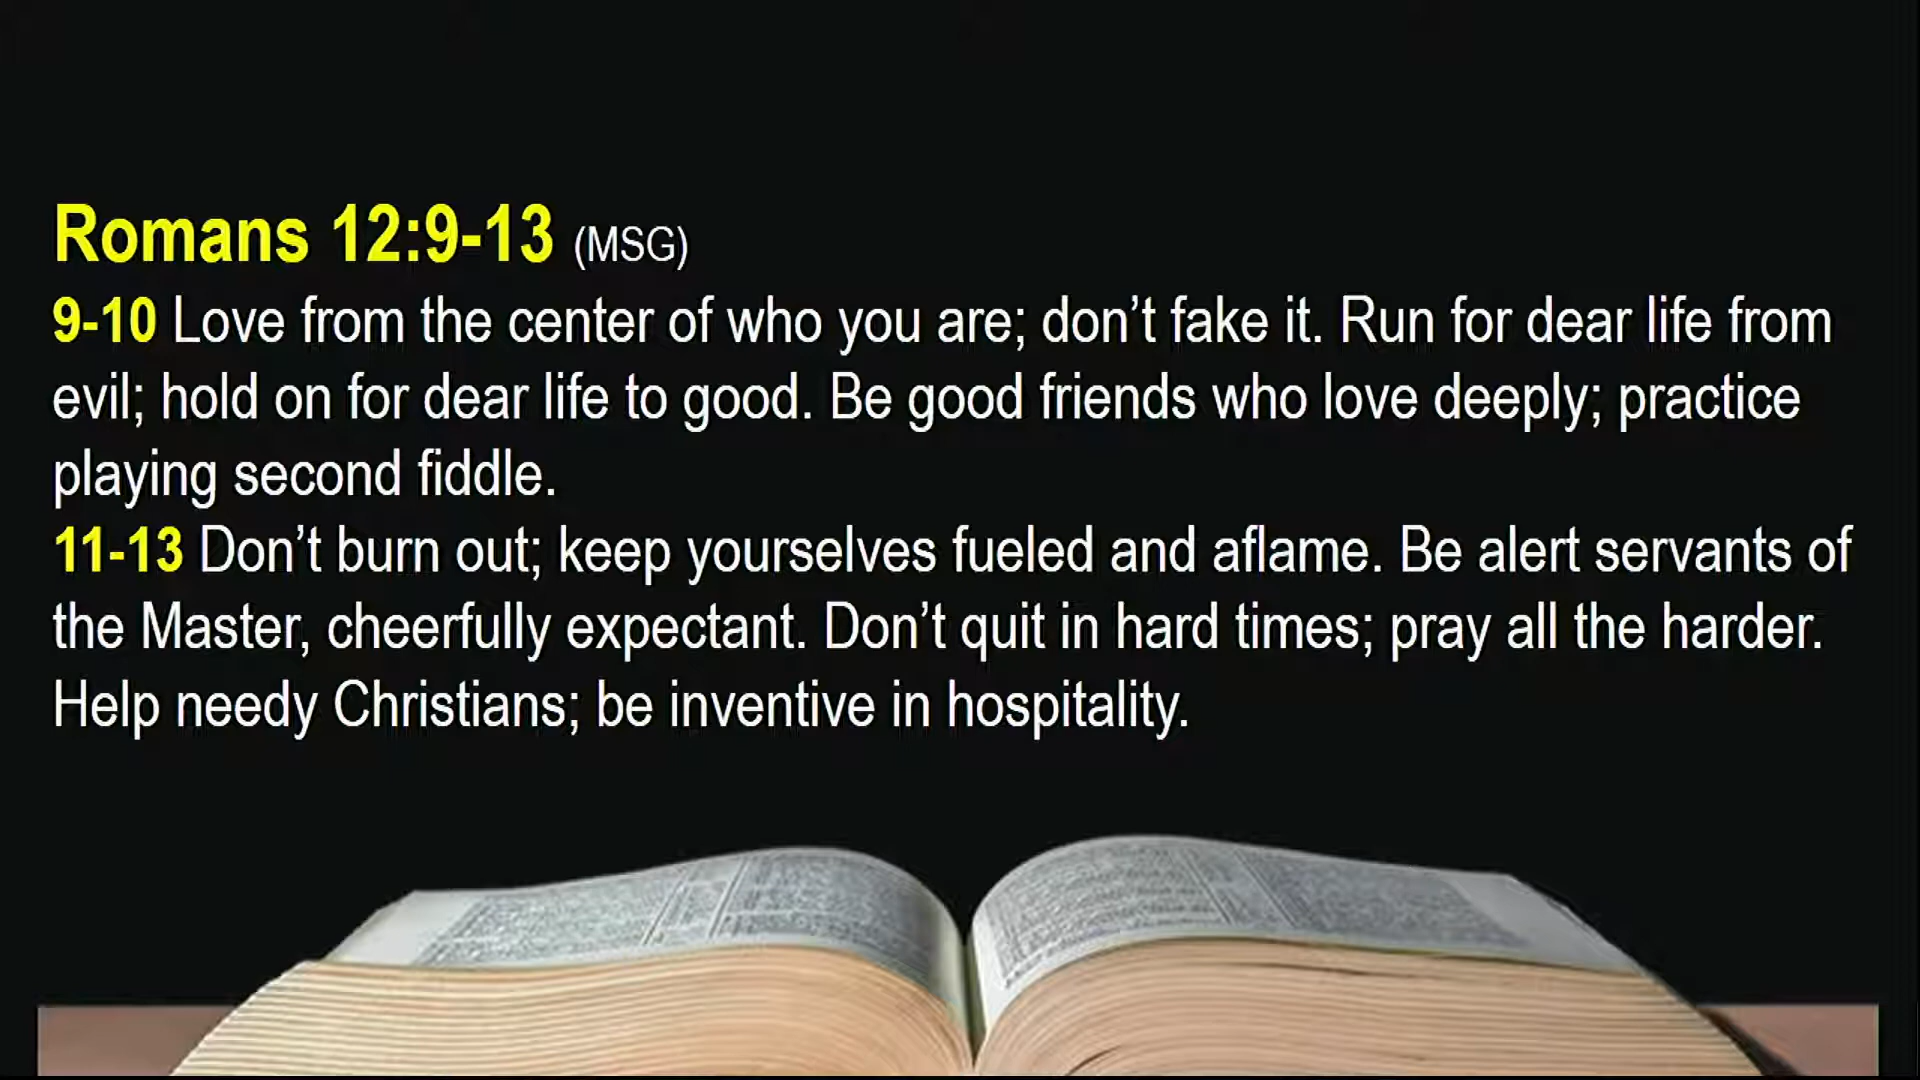 Romans 12:9-13 (MSG)
9-10 Love from the center of who you are; don’t fake it. Run for dear life from
evil; hold on for dear life to good. Be good friends who love deeply; practice
playing second fiddle.
11-13 Don’t burn out; keep yourselves fueled and aflame. Be alert servants of
the Master, cheerfully expectant. Don’t quit in hard times; pray all the harder.
Help needy Christians; be inventive in hospitality.